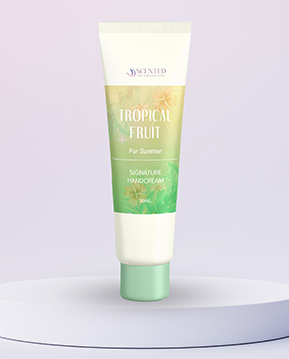 SCENTED
TROPICAL
FRUIT
For Summer
SIGNATURE
HANDCREAM